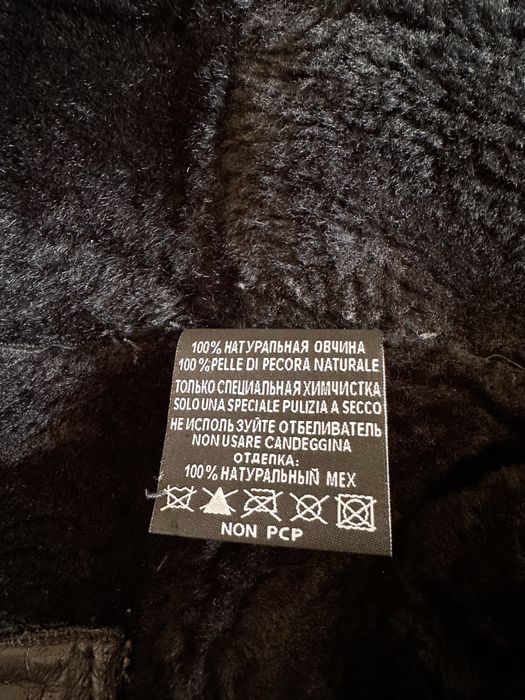 100% НАТУРАЛЬНАЯ ОВЧИНА
100%PELLE DI PECORA NATURALE
ТОЛЬКО СПЕЦИАЛЬНАЯ ХИМЧИСТКА
SOLO UNA SPECIALE PULIZIA A SECCO
НЕ ИСПОЛЬЗУЙТЕ ОТБЕЛИВАТЕЛЬ
NON USARE CANDEGGINA
ОТДЕЛКА:
100% НАТУРАЛЬНЫЙ МЕХ
NON PCP